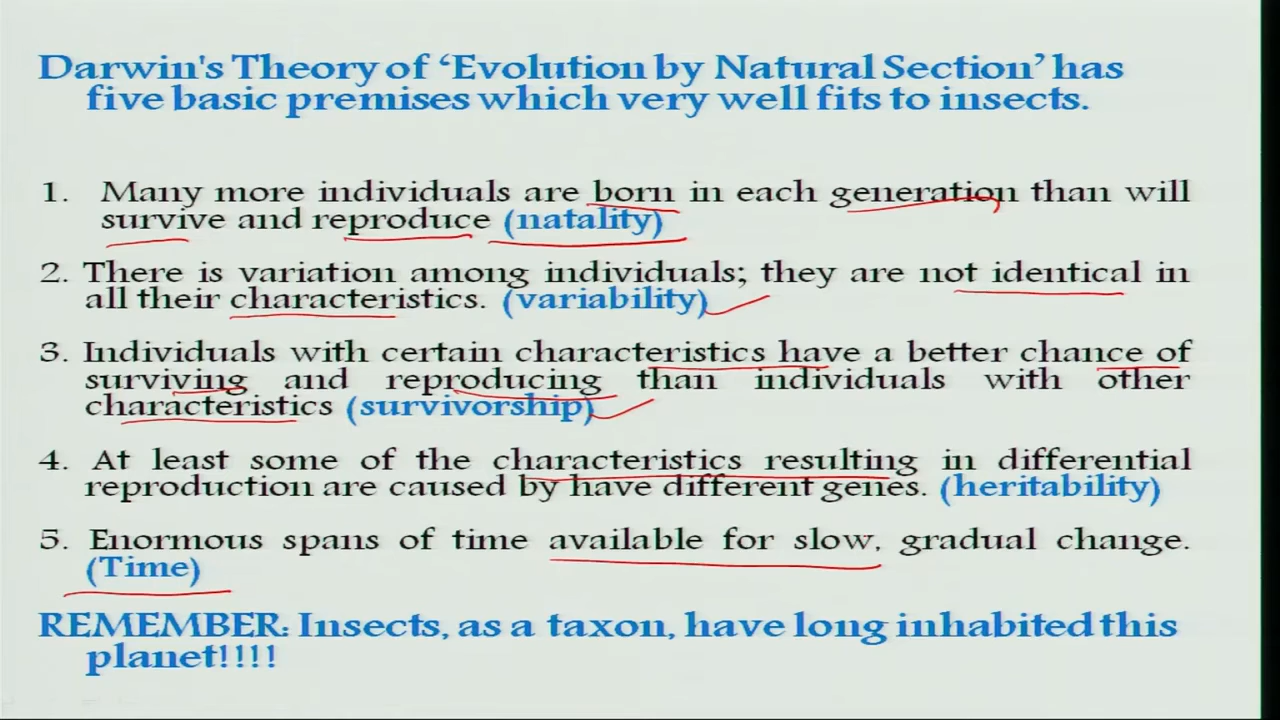 Darwin's Theory of ‘Evolution by Natural Section’ has
five basic premises which very well fits to insects.
1. Many more individuals are born in each generation than will
survive and reproduce (natality)
2. There is variation among individuals; they are not identical in
all their characteristics. (variability)
3. Individuals with certain characteristics have a better chance of
surviving and reproducing than individuals with other
characteristics (survivorship)
4. At least some of the characteristics resulting in differential
reproduction are caused by have different genes. (heritability)
5. Enormous spans of time available for slow, gradual change.
(Time)
REMEMBER: Insects, as a taxon, have long inhabited this
planet!!!!